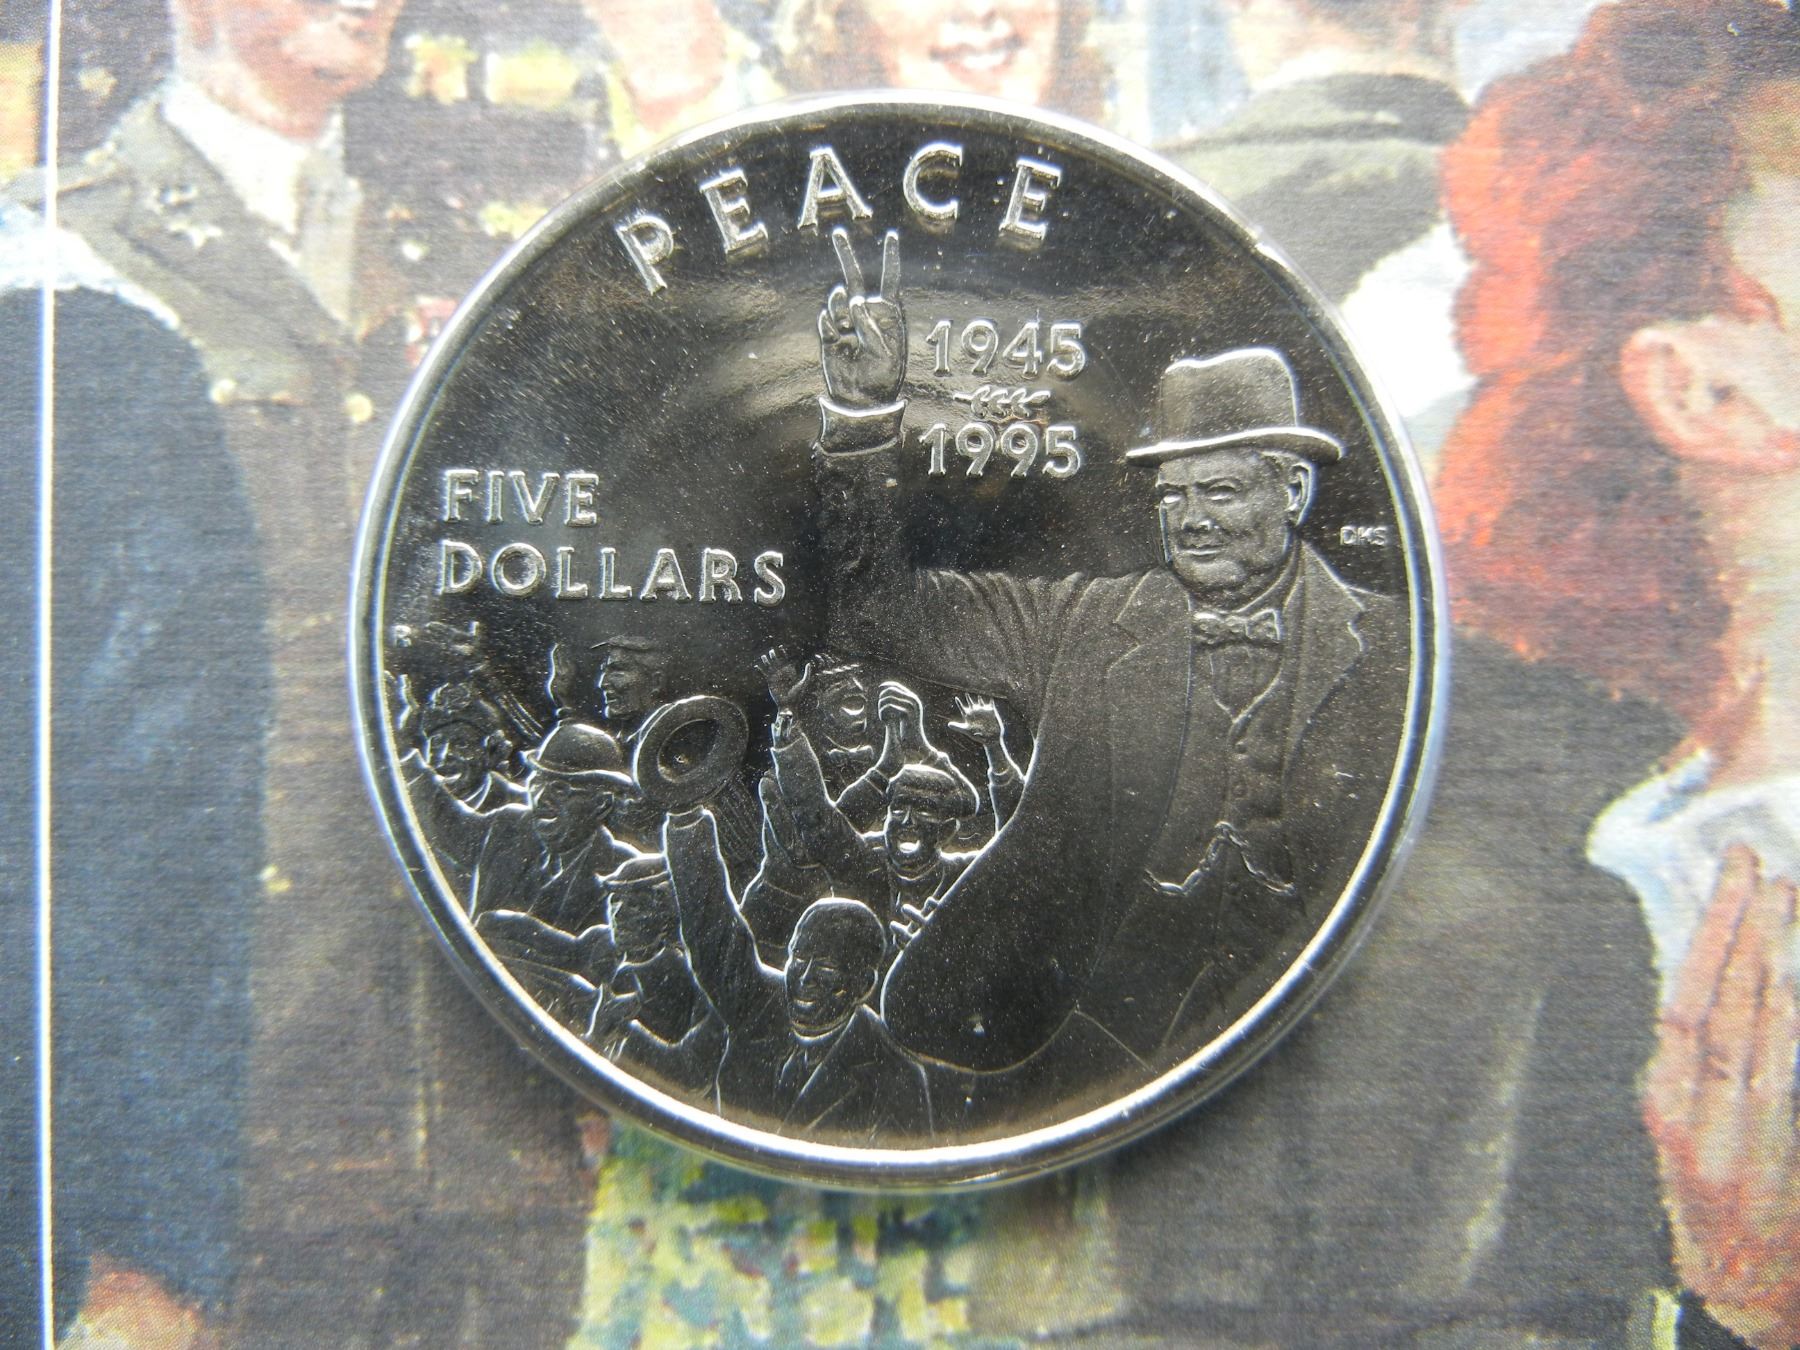 PEACE
1945
1995
FIVE
DOLLARS
DKS